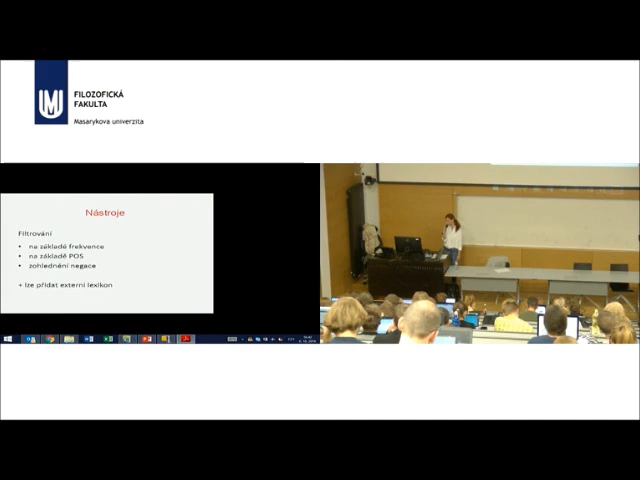 FILOZOFICKÁ
FAKULTA
Masarykova univerzita
Nástroje
Filtrování
• na základě frekvence
• na základě POS
• zohlednění negace
+ lze přidat externí lexikon